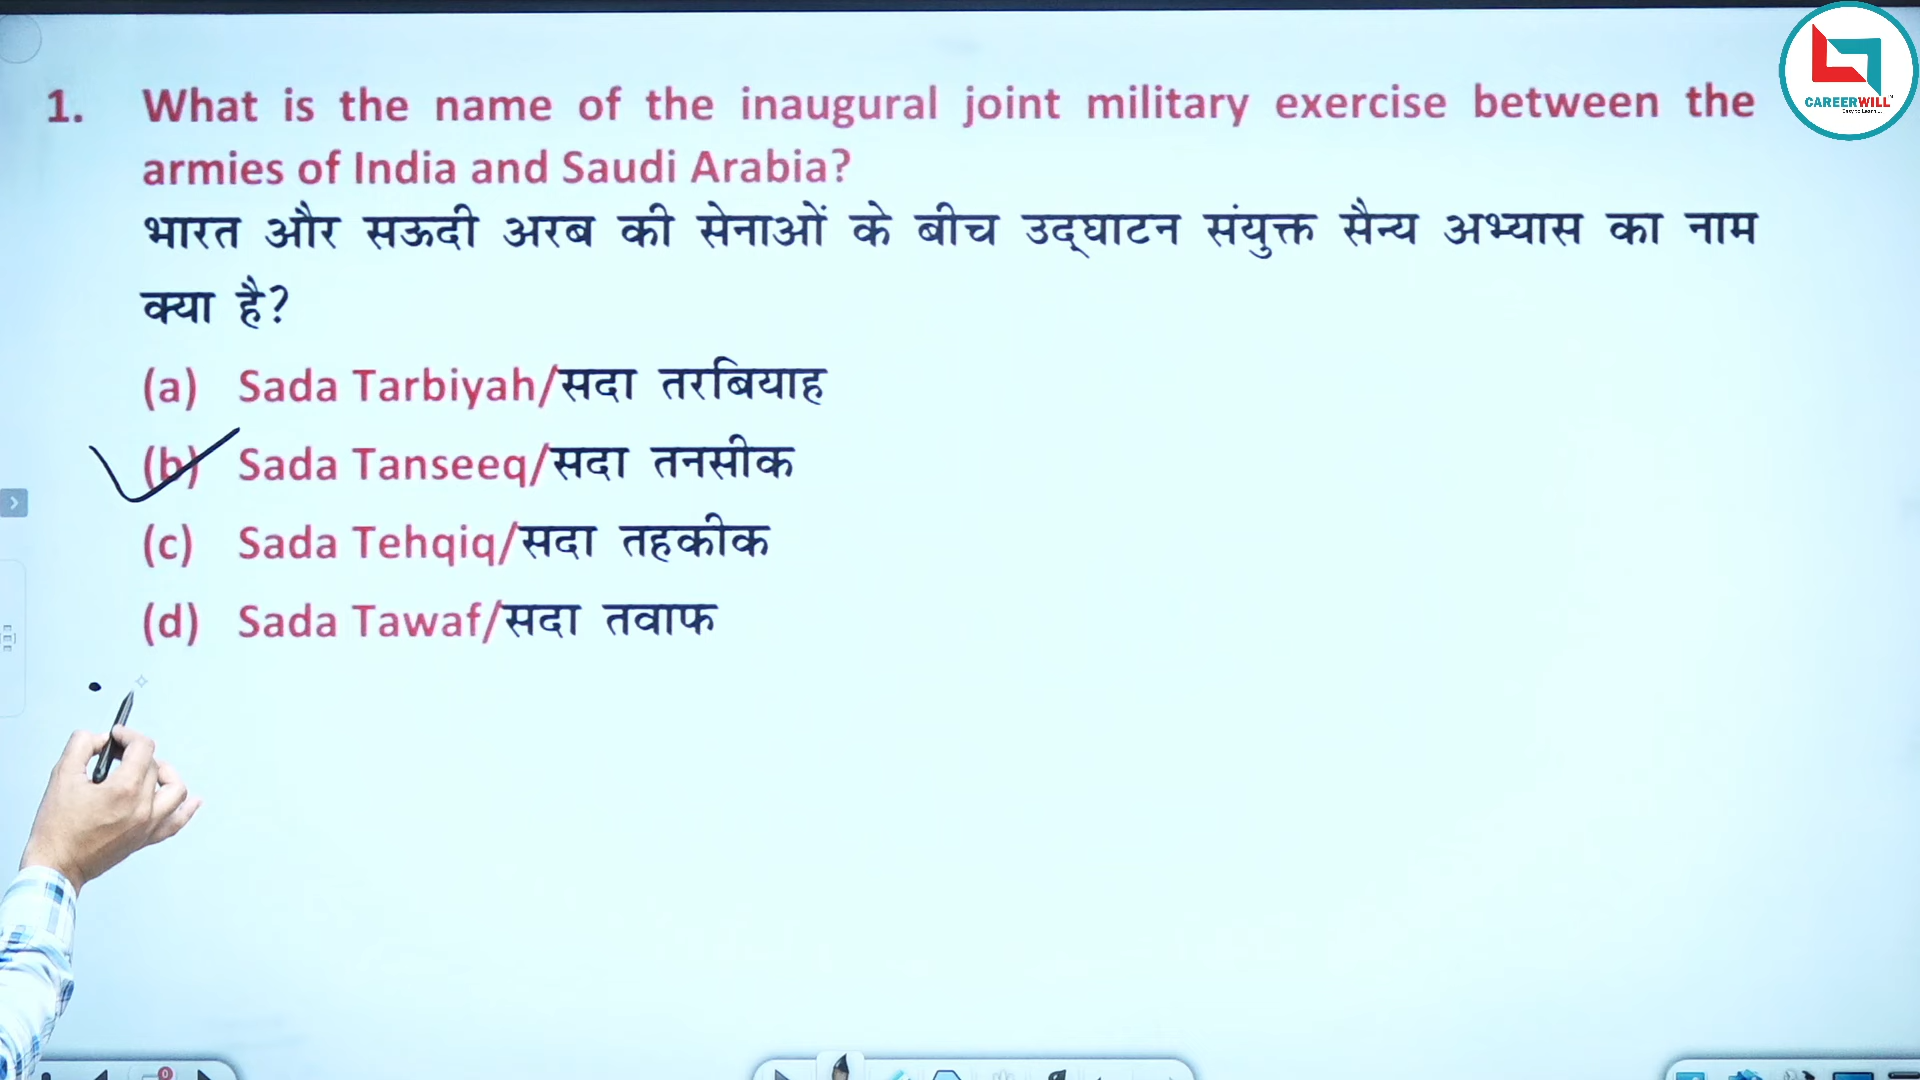 1. What is the name of the inaugural joint military exercise between the
armies of India and Saudi Arabia?
भारत और सऊदी अरब की सेनाओं के बीच उद्घाटन संयुक्त सैन्य अभ्यास का नाम
क्या है?
(a) Sada Tarbiyah/सदा तरबियाह
(b) Sada Tanseeq/सदा तनसीक
(c) Sada Tehqiq/सदा तहकीक
(d) Sada Tawaf/सदा तवाफ
CAREERWILL
0